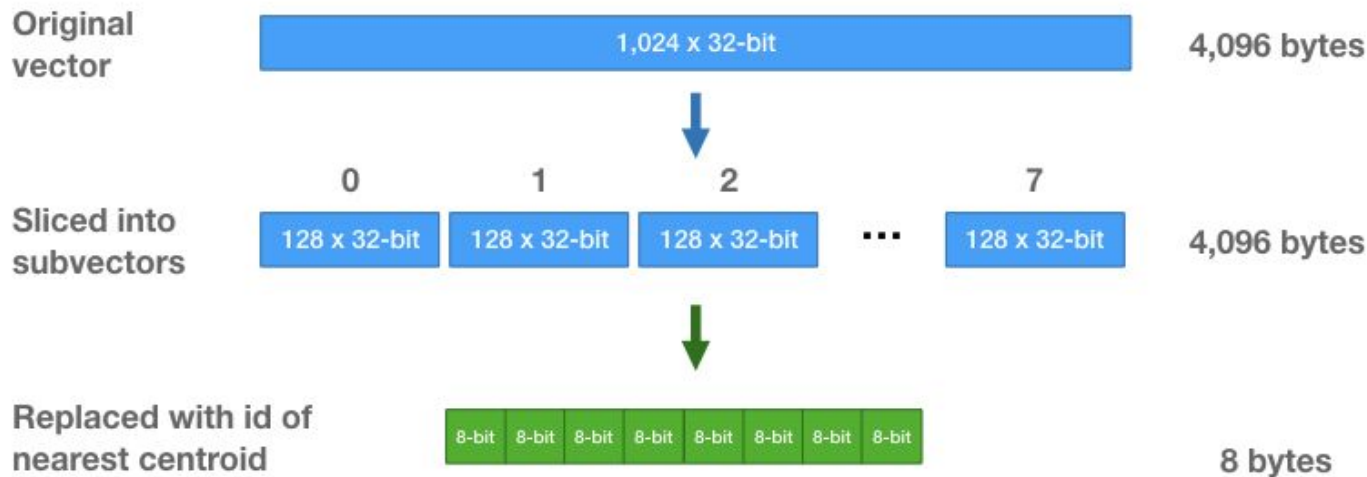 Original
vector
1,024 x 32-bit
4,096 bytes
0 1 2 7
Sliced into
subvectors
128 x 32-bit 128 x 32-bit 128 x 32-bit ... 128 x 32-bit
4,096 bytes
Replaced with id of
nearest centroid
8-bit 8-bit 8-bit 8-bit 8-bit 8-bit 8-bit 8-bit
8 bytes